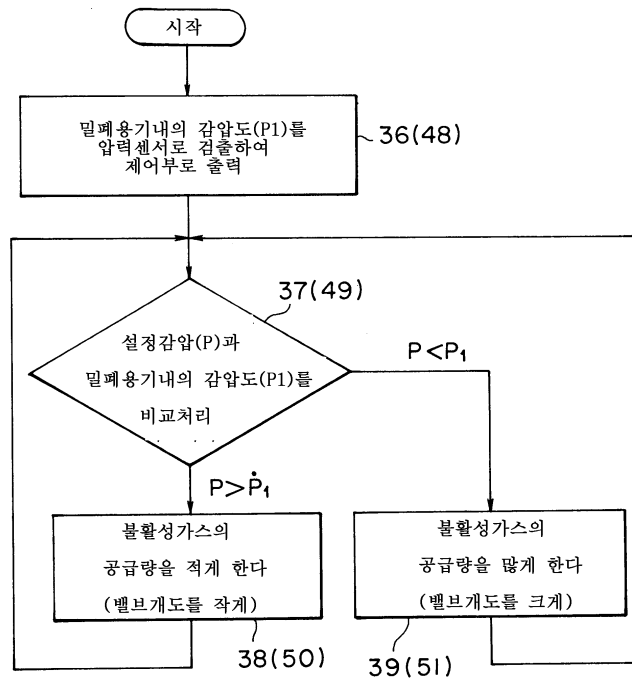 시작
밀폐용기내의 감압도(P1)를
압력센서로 검출하여
제어부로 출력
36(48)
37(49)
설정감압(P)과
밀폐용기내의 감압도(P1)를
비교처리
P<P₁
P>P₁
불활성가스의
공급량을 적게 한다
(밸브개도를 작게)
38(50)
불활성가스의
공급량을 많게 한다
(밸브개도를 크게)
39(51)